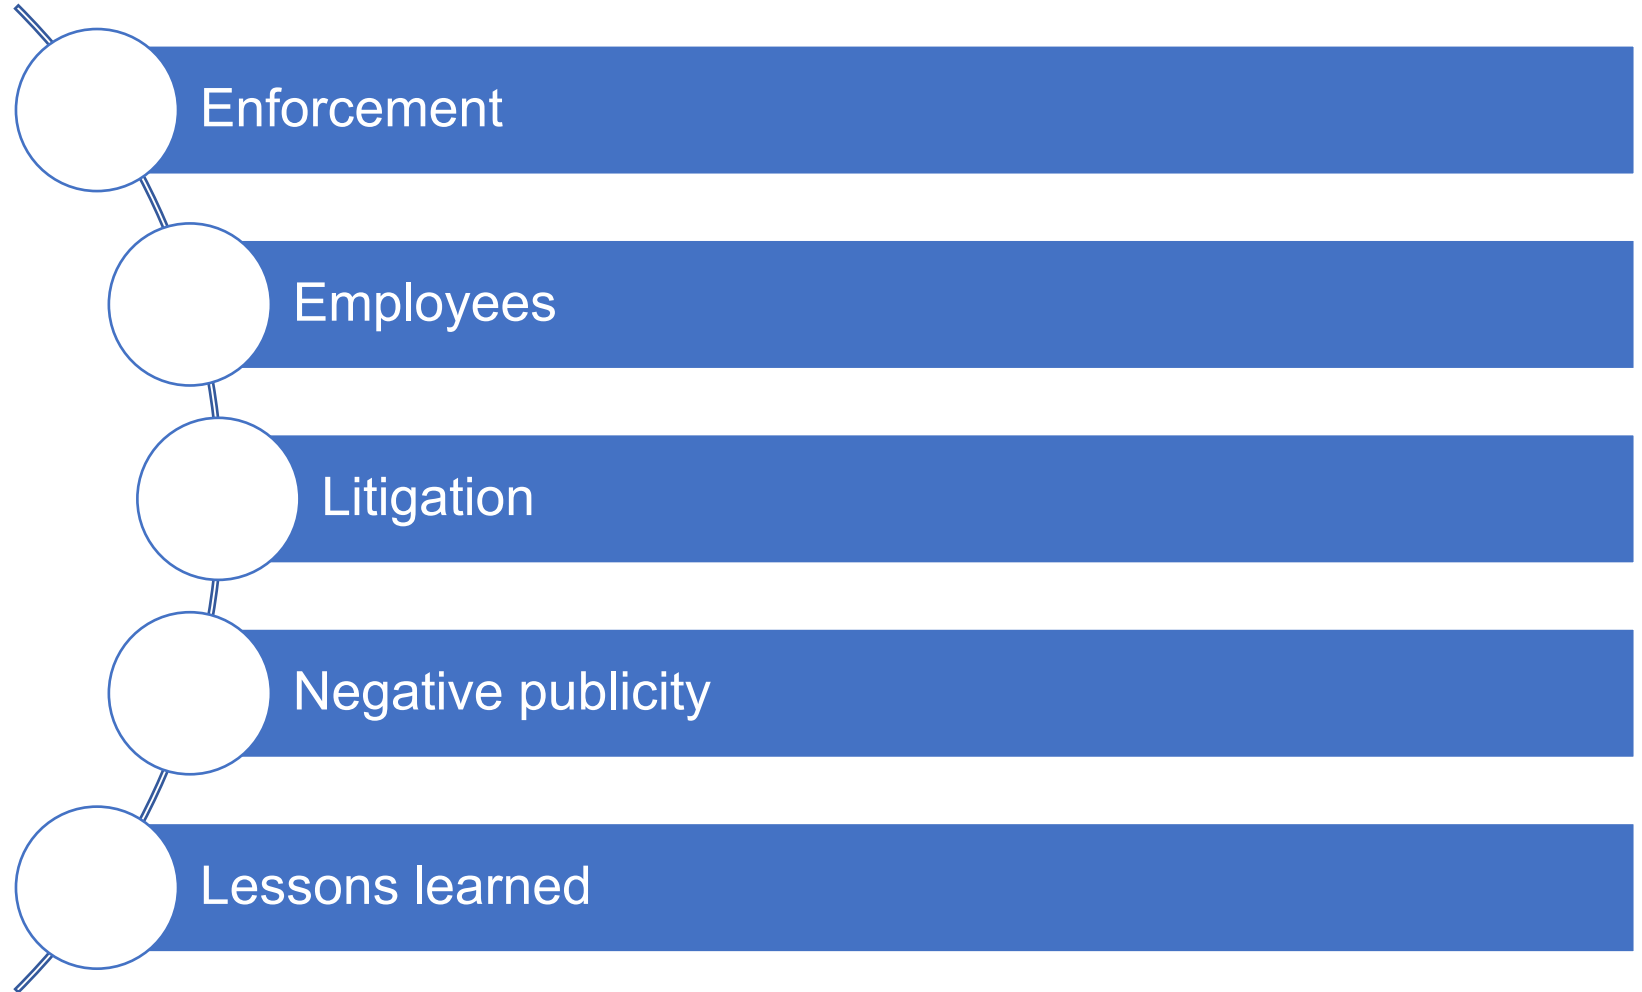 Enforcement
Employees
Litigation
Negative publicity
Lessons learned